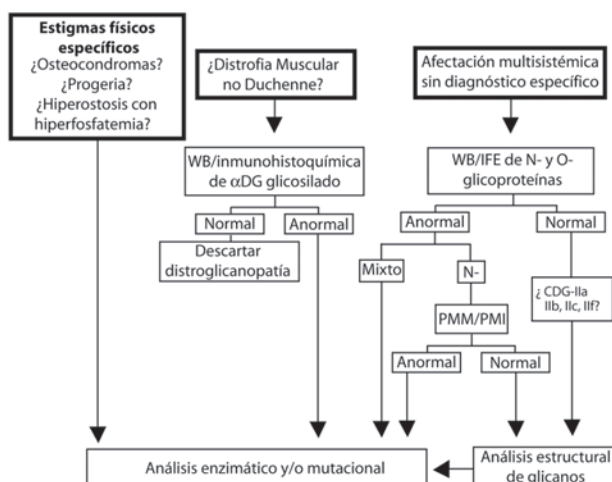 Estigmas físicos
específicos
¿Osteocondromas?
¿Progeria?
¿Hiperostosis con
hiperfosfatemia?
¿Distrofia Muscular
no Duchenne?
Afectación multisistémica
sin diagnóstico específico
WB/inmunohistoquímica
de αDG glicosilado
WB/IFE de N- y O-
glicoproteínas
Normal
Anormal
Descartar
distroglicanopatía
Anormal
Normal
Mixto
N-
¿ CDG-IIa
IIb, IIc, IIf?
PMM/PMI
Anormal
Normal
Análisis enzimático y/o mutacional
Análisis estructural
de glicanos